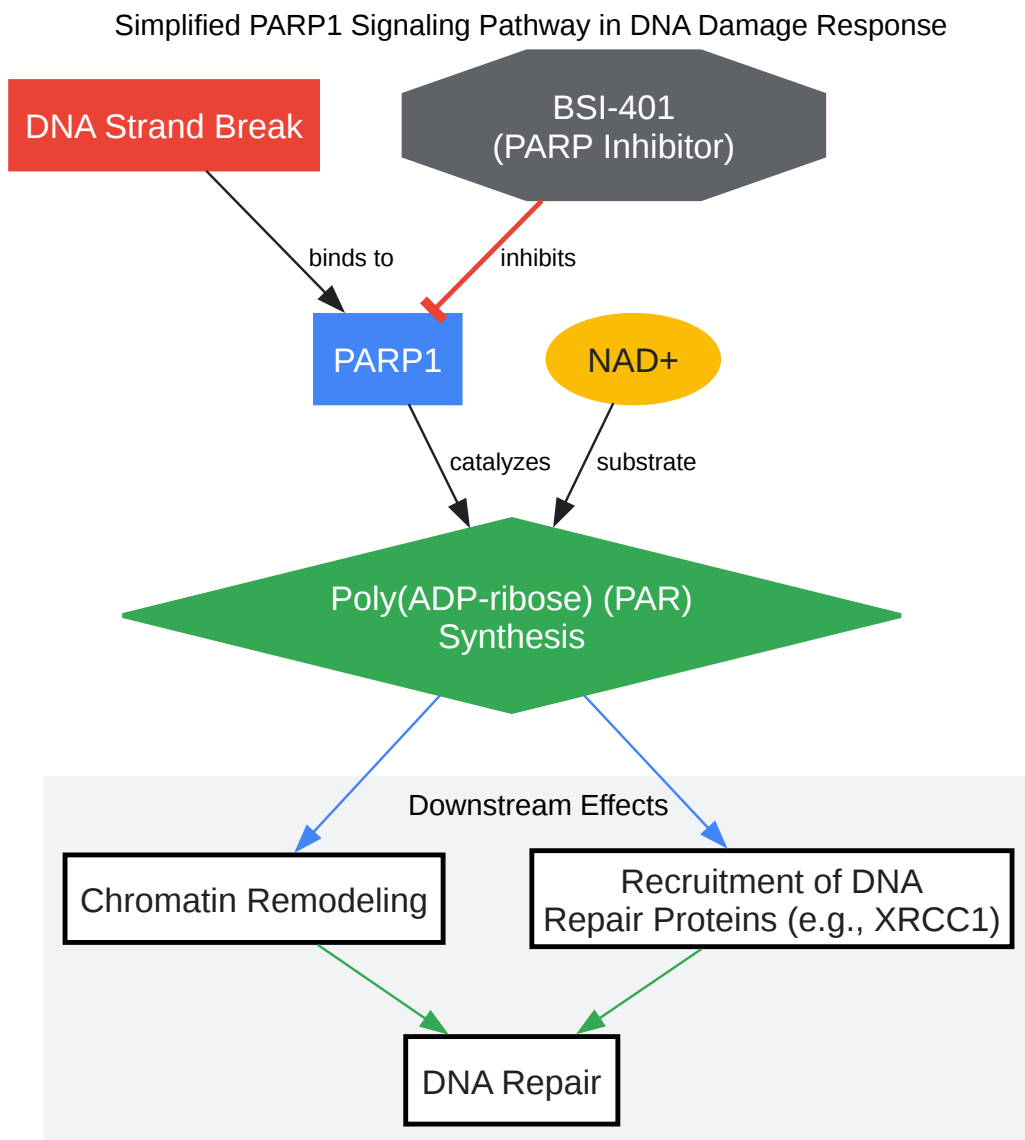 Simplified PARP1 Signaling Pathway in DNA Damage Response
DNA Strand Break
BSI-401
(PARP Inhibitor)
binds to
inhibits
PARP1
NAD+
catalyzes
substrate
Poly(ADP-ribose) (PAR)
Synthesis
Downstream Effects
Chromatin Remodeling
Recruitment of DNA
Repair Proteins (e.g., XRCC1)
DNA Repair